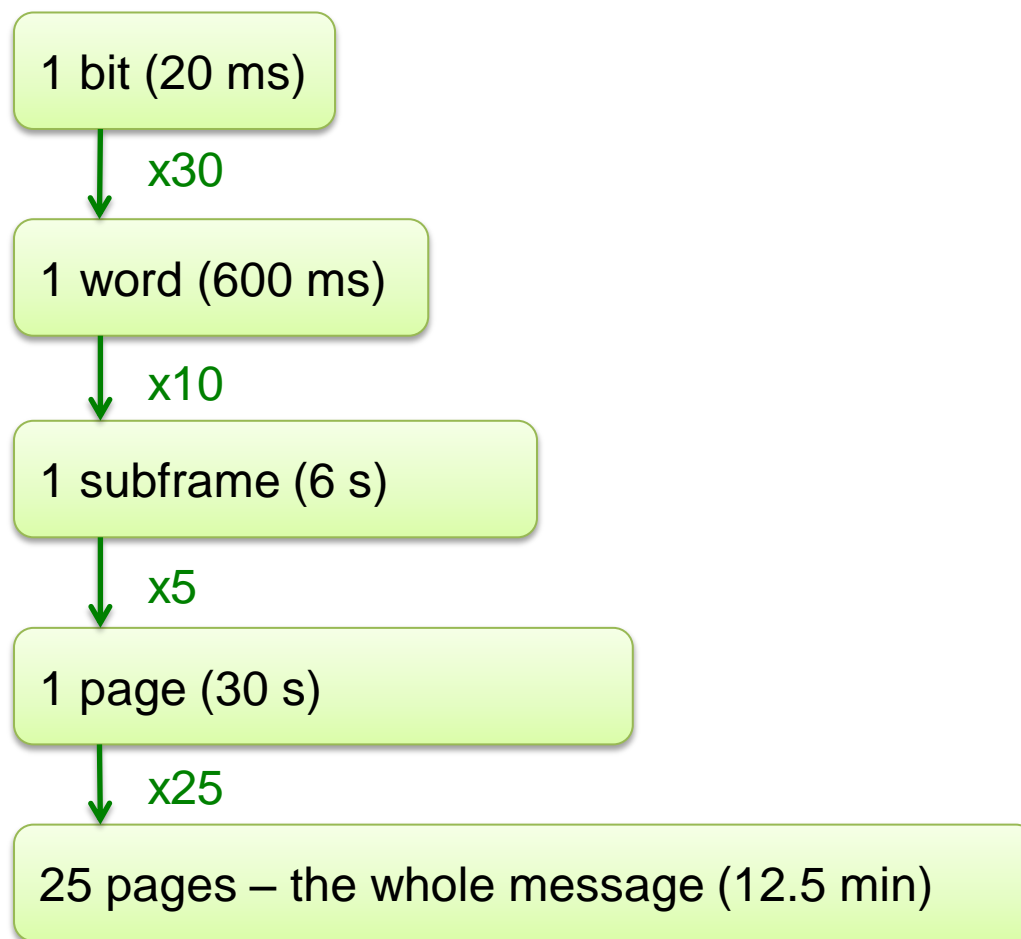 1 bit (20 ms)
x30
1 word (600 ms)
x10
1 subframe (6 s)
x5
1 page (30 s)
x25
25 pages – the whole message (12.5 min)